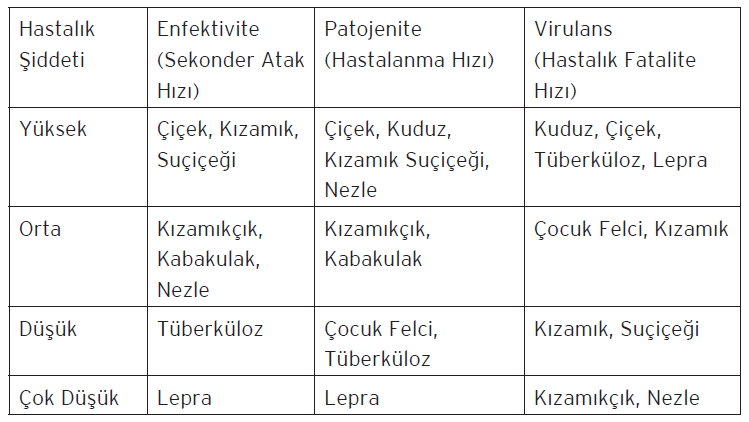 Hastalık Şiddeti
Enfektivite (Sekonder Atak Hızı)
Patojenite (Hastalanma Hızı)
Virulans (Hastalık Fatalite Hızı)
Yüksek
Çiçek, Kızamık, Suçiçeği
Çiçek, Kuduz, Kızamık Suçiçeği, Nezle
Kuduz, Çiçek, Tüberküloz, Lepra
Orta
Kızamıkçık, Kabakulak, Nezle
Kızamıkçık, Kabakulak
Çocuk Felci, Kızamık
Düşük
Tüberküloz
Çocuk Felci, Tüberküloz
Kızamık, Suçiçeği
Çok Düşük
Lepra
Lepra
Kızamıkçık, Nezle